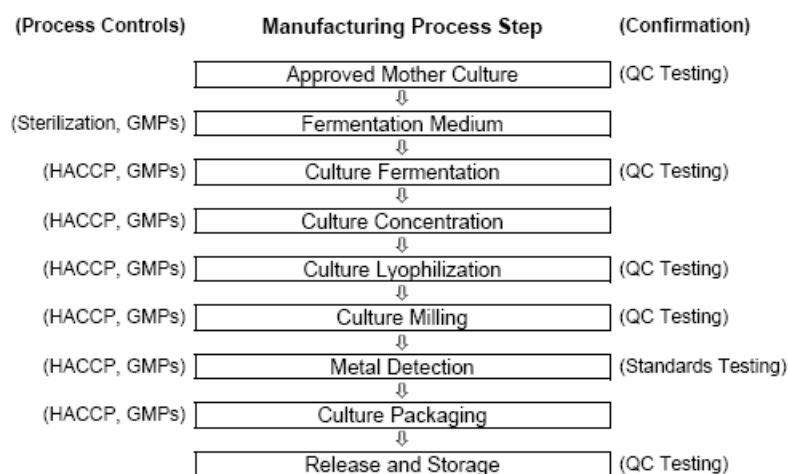 (Process Controls) Manufacturing Process Step (Confirmation)
Approved Mother Culture (QC Testing)
(Sterilization, GMPs) Fermentation Medium
(HACCP, GMPs) Culture Fermentation (QC Testing)
(HACCP, GMPs) Culture Concentration
(HACCP, GMPs) Culture Lyophilization (QC Testing)
(HACCP, GMPs) Culture Milling (QC Testing)
(HACCP, GMPs) Metal Detection (Standards Testing)
(HACCP, GMPs) Culture Packaging
Release and Storage (QC Testing)